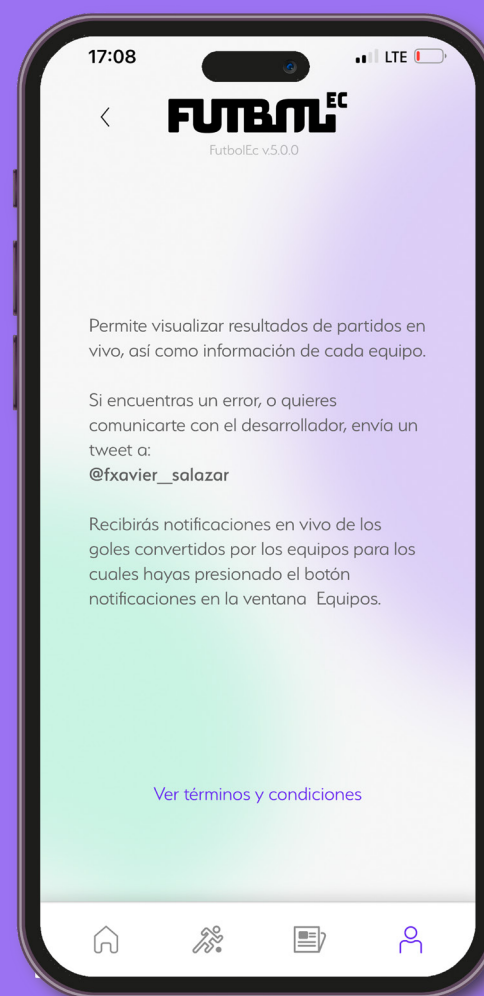 17:08
LTE
FUTBOL EC
FutbolEc v.5.0.0
Permite visualizar resultados de partidos en
vivo, así como información de cada equipo.
Si encuentras un error, o quieres
comunicarte con el desarrollador, envía un
tweet a:
@fxavier__salazar
Recibirás notificaciones en vivo de los
goles convertidos por los equipos para los
cuales hayas presionado el botón
notificaciones en la ventana  Equipos.
Ver términos y condiciones